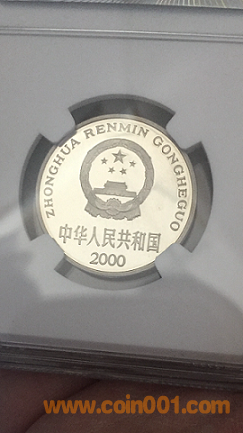 ZHONGHUA RENMIN GONGHEGUO
中华人民共和国
2000
www.coin001.com